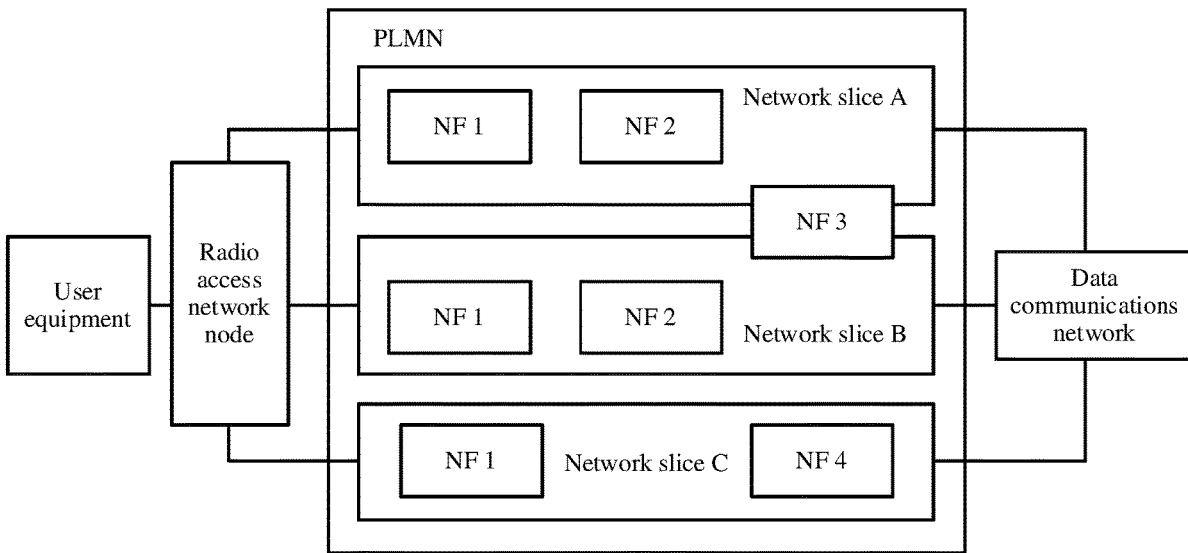 PLMN
NF 1
NF 2
Network slice A
NF 3
User
equipment
Radio
access
network
node
NF 1
NF 2
Network slice B
Data
communications
network
NF 1
Network slice C
NF 4